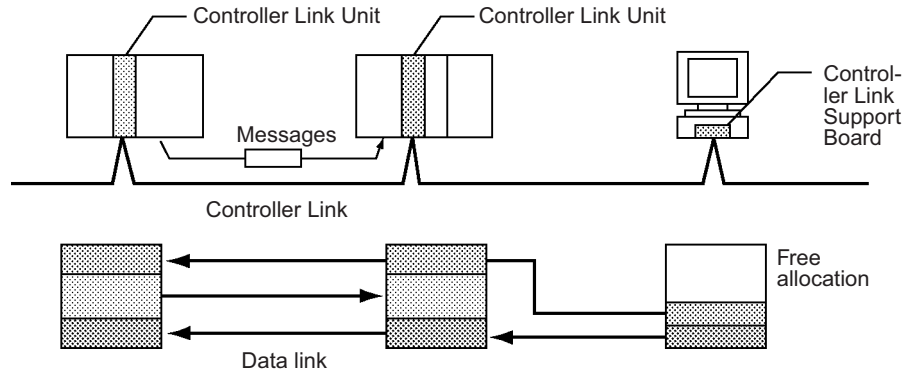 Controller Link Unit
Controller Link Unit
Control-
ler Link
Support
Board
Messages
Controller Link
Free
allocation
Data link